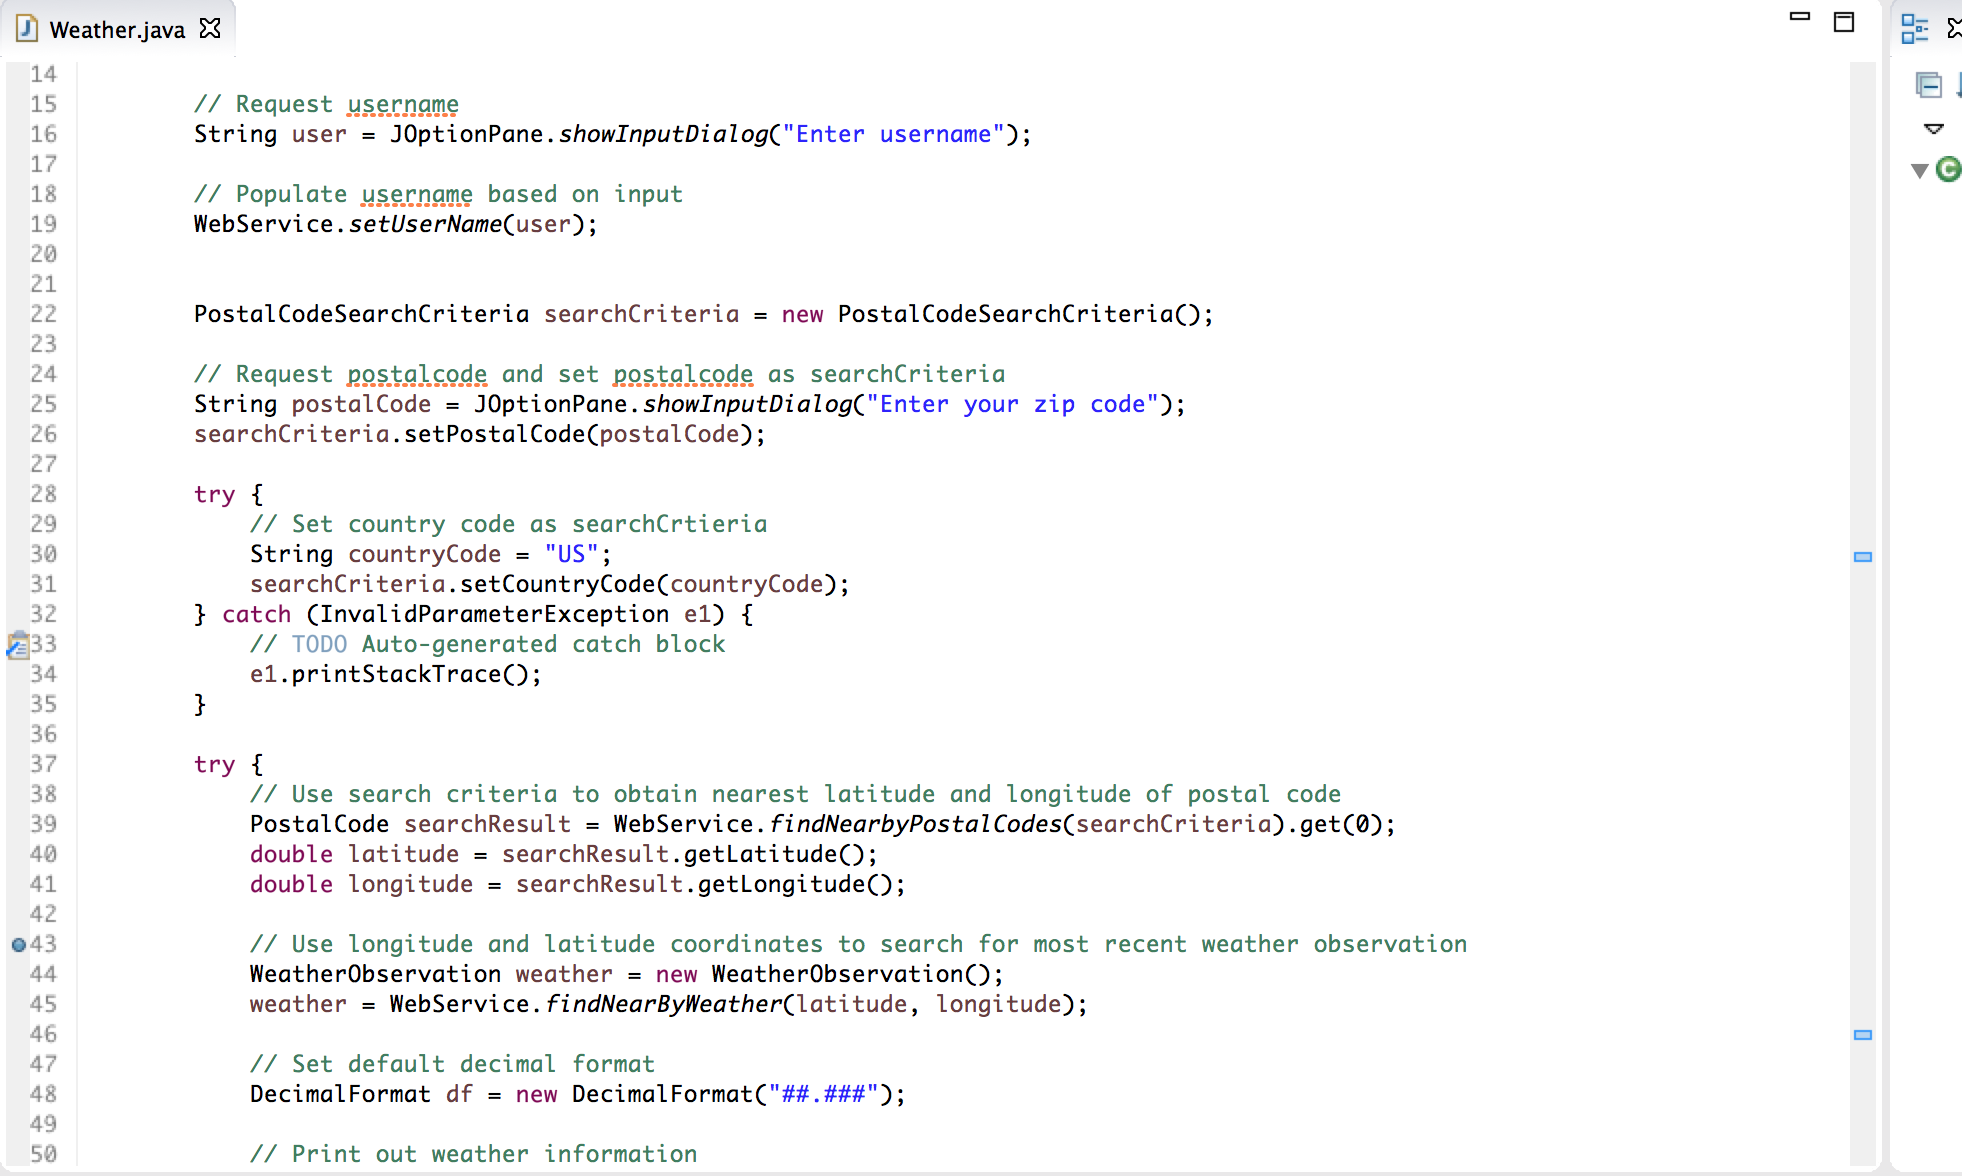 Weather.java
14
15 // Request username
16 String user = JOptionPane.showInputDialog("Enter username");
17
18 // Populate username based on input
19 WebService.setUserName(user);
20
21
22 PostalCodeSearchCriteria searchCriteria = new PostalCodeSearchCriteria();
23
24 // Request postalcode and set postalcode as searchCriteria
25 String postalCode = JOptionPane.showInputDialog("Enter your zip code");
26 searchCriteria.setPostalCode(postalCode);
27
28 try {
29 // Set country code as searchCrtieria
30 String countryCode = "US";
31 searchCriteria.setCountryCode(countryCode);
32 } catch (InvalidParameterException e1) {
33 // TODO Auto-generated catch block
34 e1.printStackTrace();
35 }
36
37 try {
38 // Use search criteria to obtain nearest latitude and longitude of postal code
39 PostalCode searchResult = WebService.findNearbyPostalCodes(searchCriteria).get(0);
40 double latitude = searchResult.getLatitude();
41 double longitude = searchResult.getLongitude();
42
43 // Use longitude and latitude coordinates to search for most recent weather observation
44 WeatherObservation weather = new WeatherObservation();
45 weather = WebService.findNearByWeather(latitude, longitude);
46
47 // Set default decimal format
48 DecimalFormat df = new DecimalFormat("##.###");
49
50 // Print out weather information